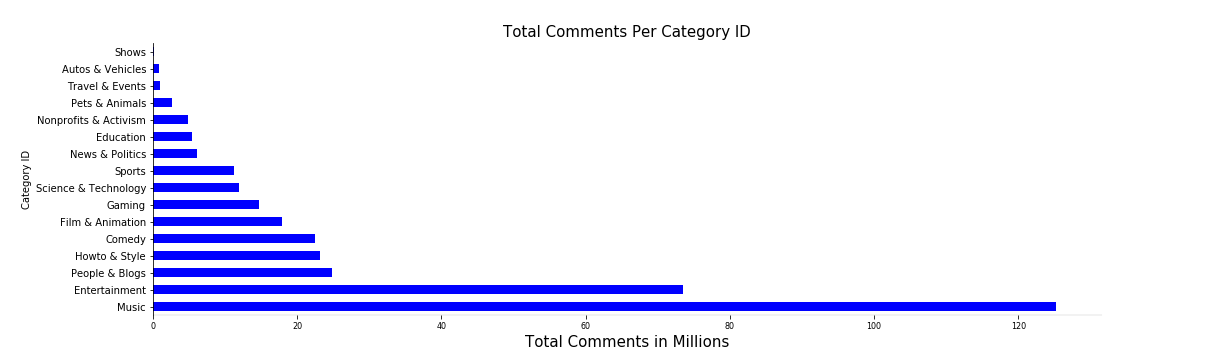 Total Comments Per Category ID
Shows
Autos & Vehicles
Travel & Events
Pets & Animals
Nonprofits & Activism
Education
News & Politics
Sports
Science & Technology
Gaming
Film & Animation
Comedy
Howto & Style
People & Blogs
Entertainment
Music
Category ID
0 20 40 60 80 100 120
Total Comments in Millions